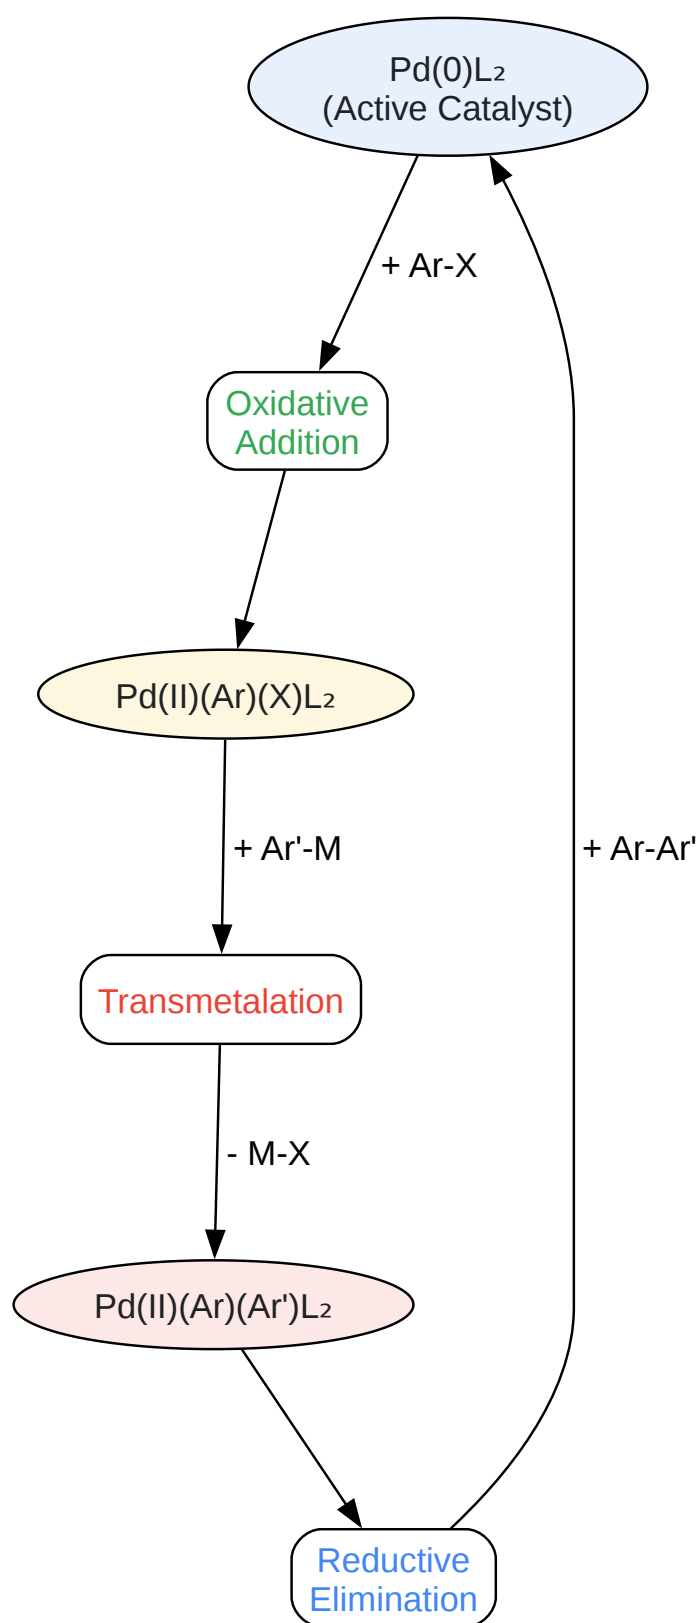 Pd(0)L₂
(Active Catalyst)
+ Ar-X
Oxidative
Addition
Pd(II)(Ar)(X)L₂
+ Ar'-M
+ Ar-Ar'
Transmetalation
- M-X
Pd(II)(Ar)(Ar')L₂
Reductive
Elimination